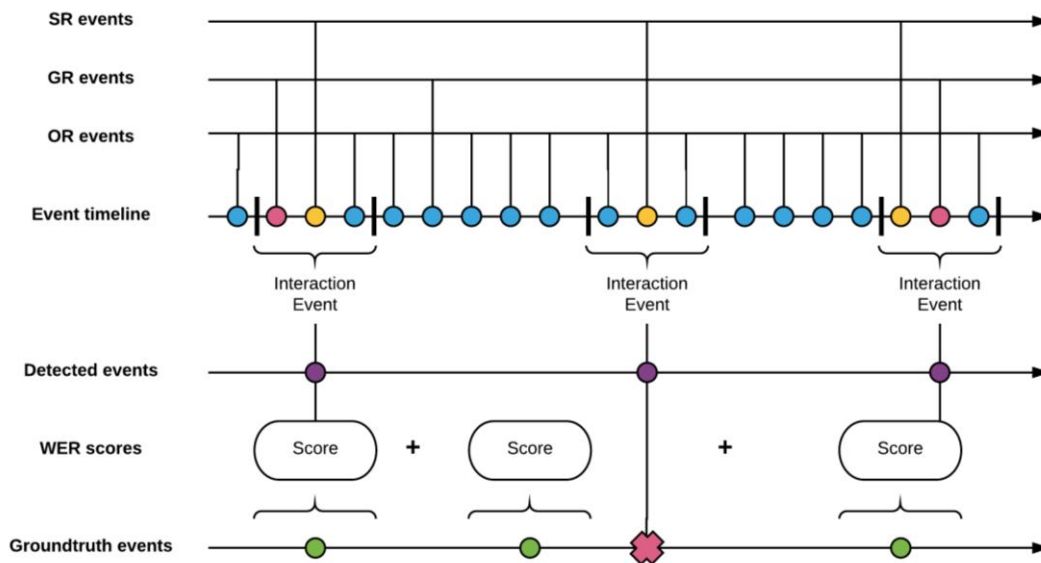 SR events
GR events
OR events
Event timeline
Interaction
Event
Interaction
Event
Interaction
Event
Detected events
WER scores
Score
+
Score
+
Score
Groundtruth events